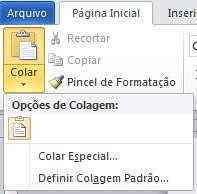 Arquivo Página Inicial Inseri
Recortar
Copiar
Colar
Pincel de Formatação
Opções de Colagem:
Colar Especial...
Definir Colagem Padrão...